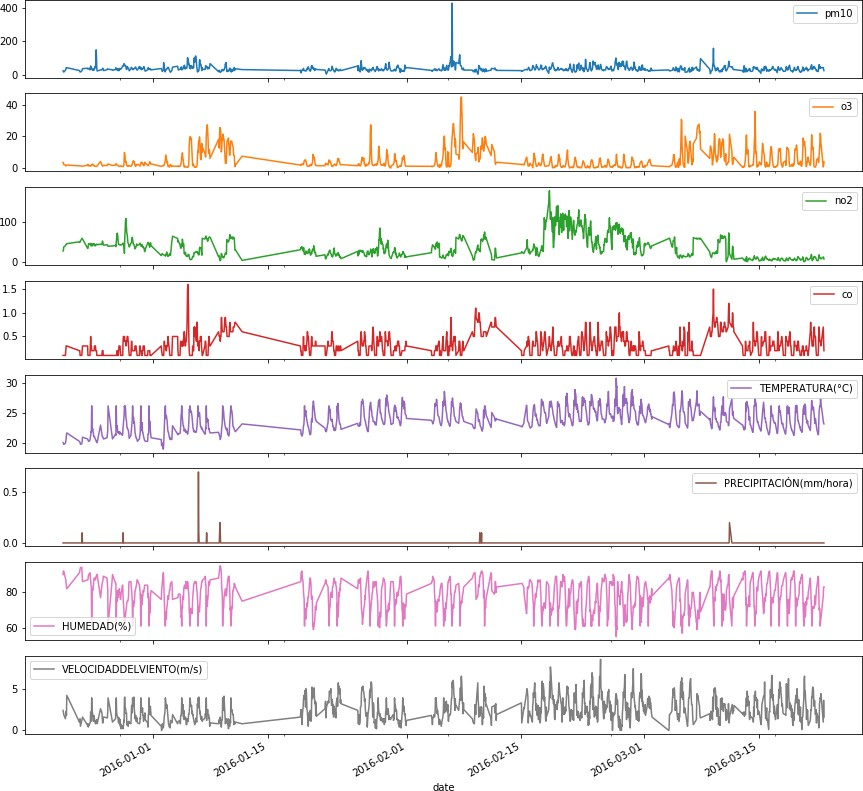 400
200
0
pm10
40
20
0
o3
100
0
no2
1.5
1.0
0.5
co
30
25
20
TEMPERATURA(°C)
0.5
0.0
PRECIPITACIÓN(mm/hora)
80
60
HUMEDAD(%)
5
0
VELOCIDADDELVIENTO(m/s)
2016-01-01 2016-01-15 2016-02-01 2016-02-15 2016-03-01 2016-03-15
date